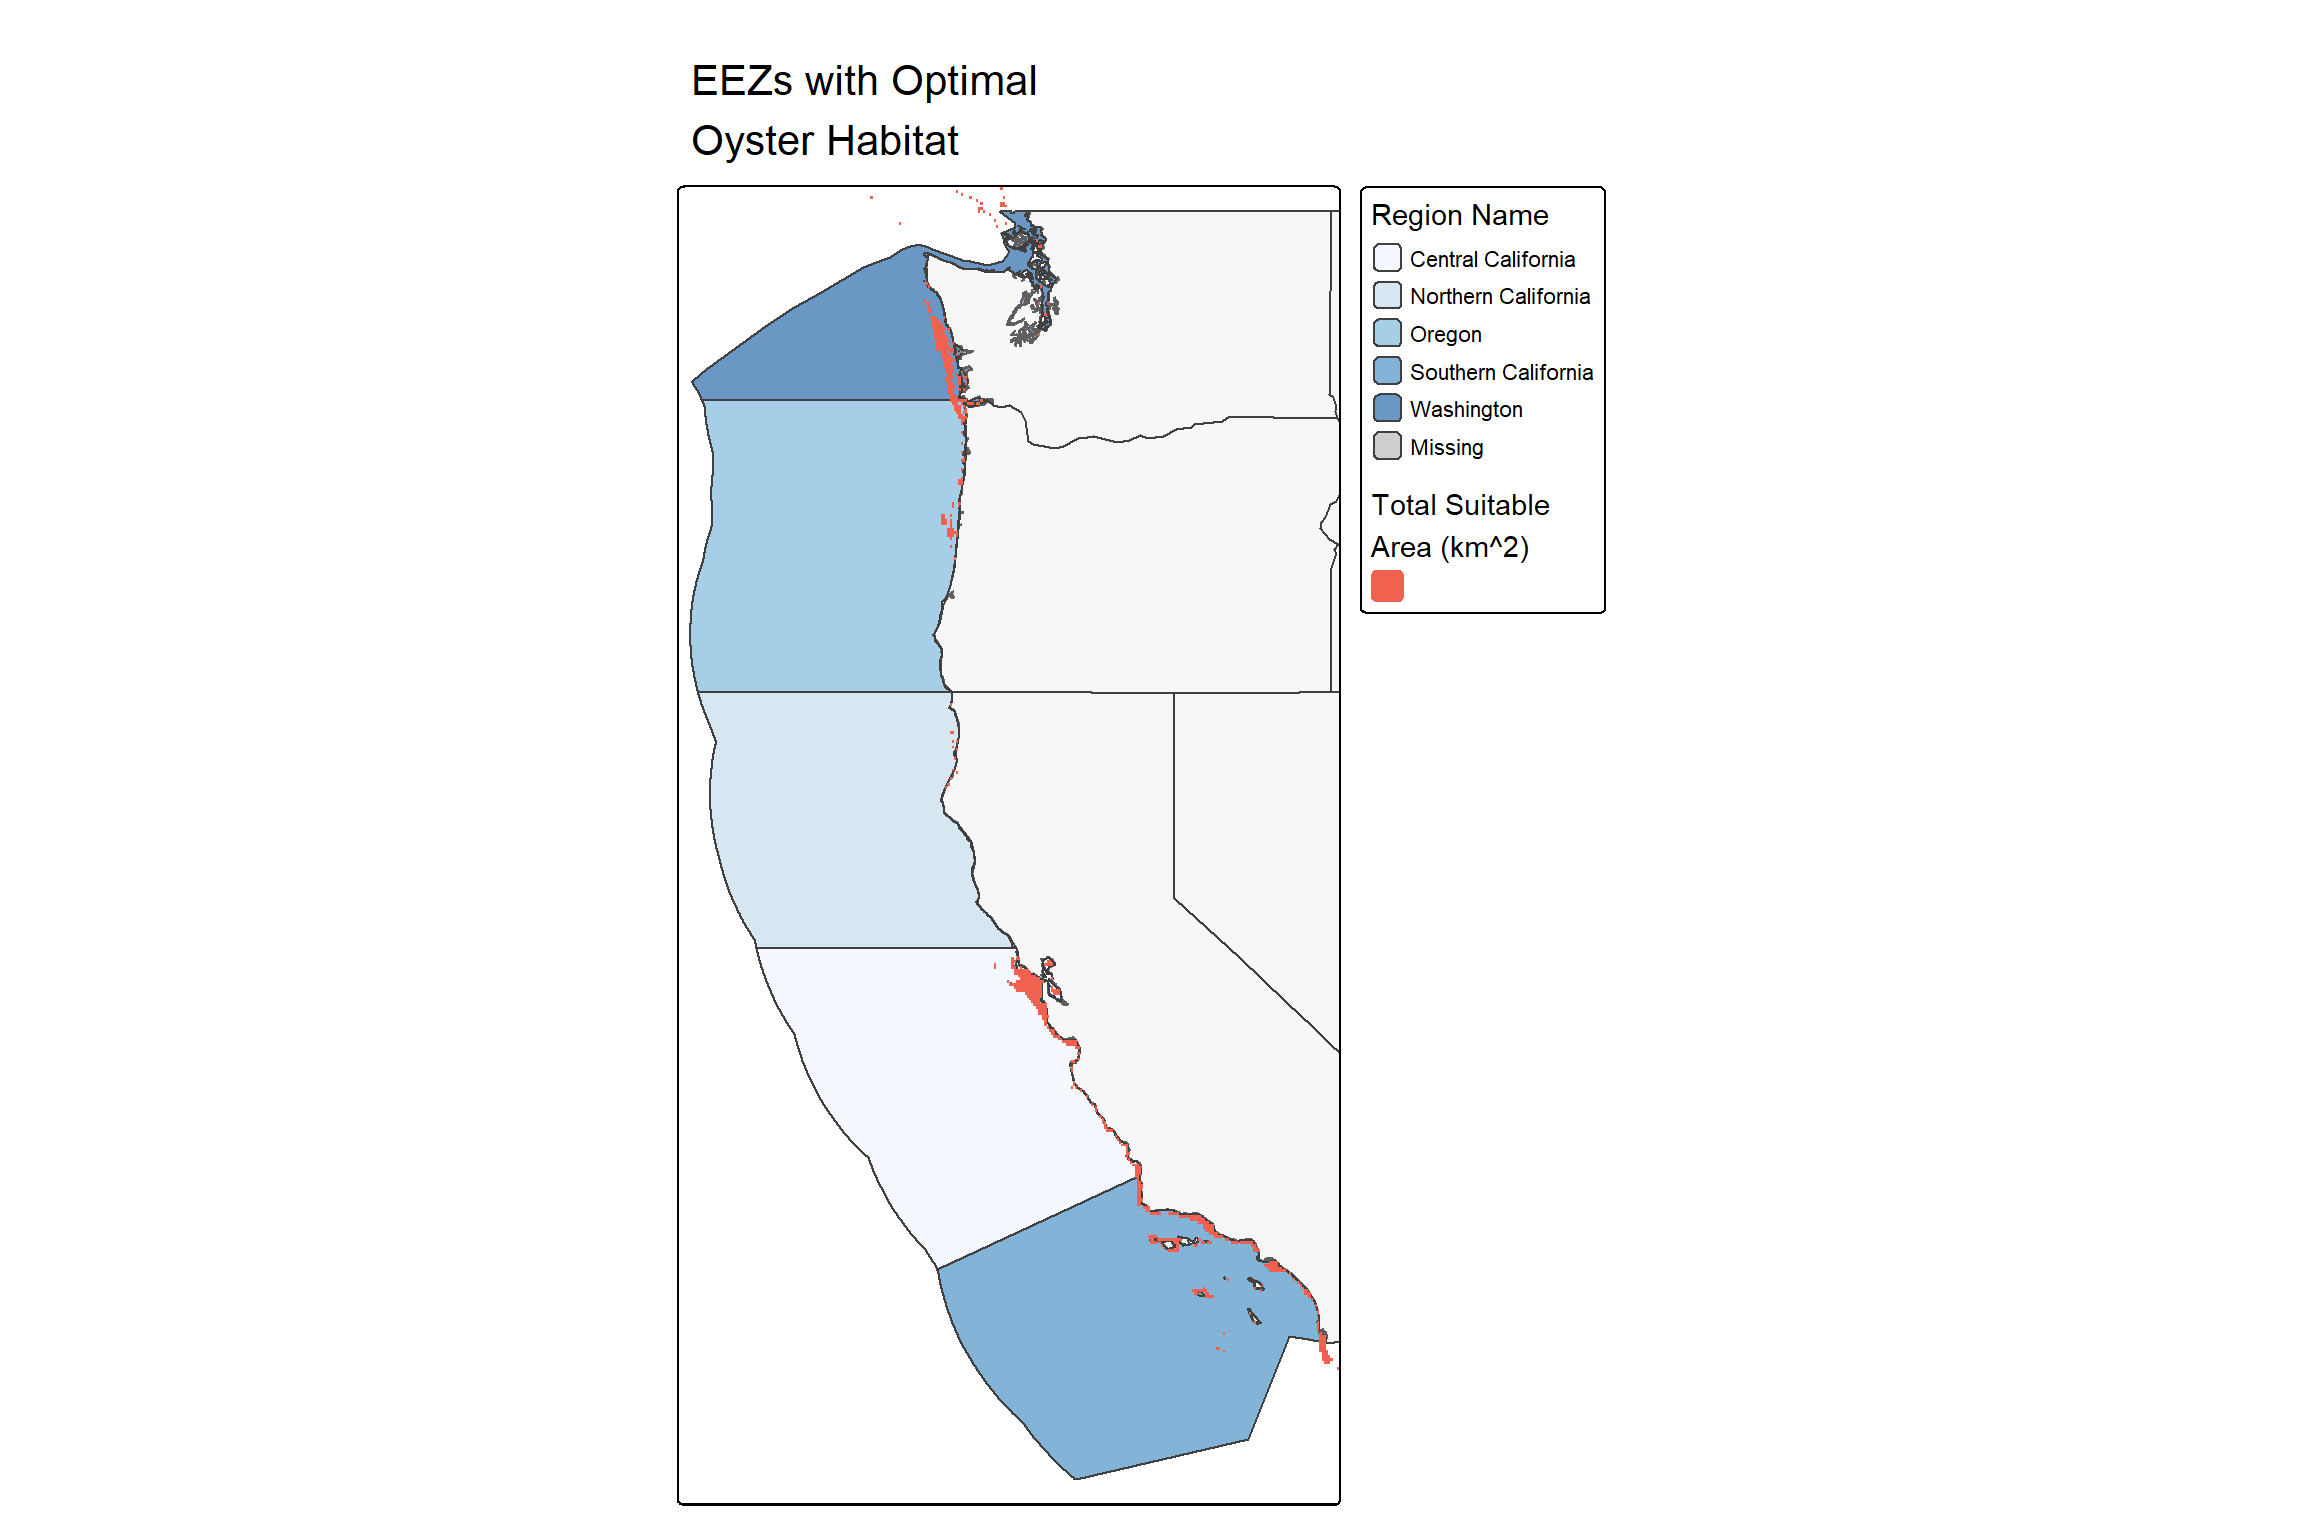 EEZs with Optimal
Oyster Habitat
Region Name
Central California
Northern California
Oregon
Southern California
Washington
Missing
Total Suitable
Area (km^2)